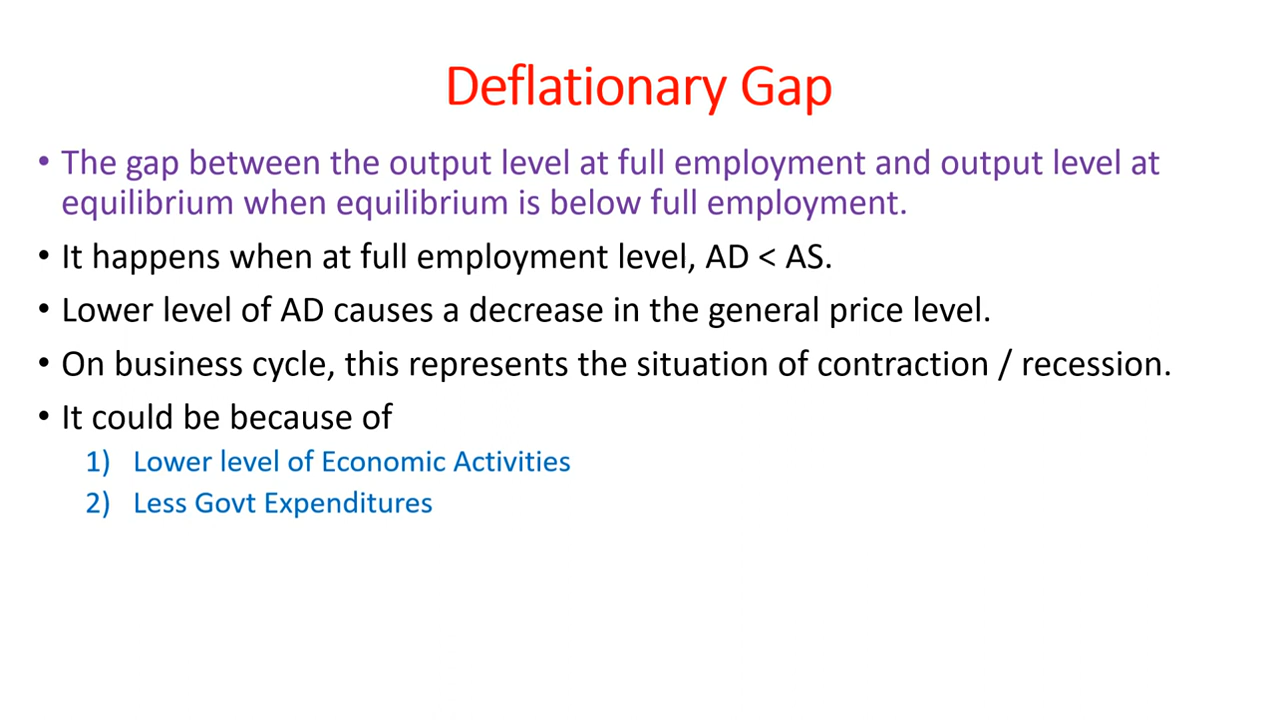 Deflationary Gap
• The gap between the output level at full employment and output level at
equilibrium when equilibrium is below full employment.
• It happens when at full employment level, AD < AS.
• Lower level of AD causes a decrease in the general price level.
• On business cycle, this represents the situation of contraction / recession.
• It could be because of
1) Lower level of Economic Activities
2) Less Govt Expenditures